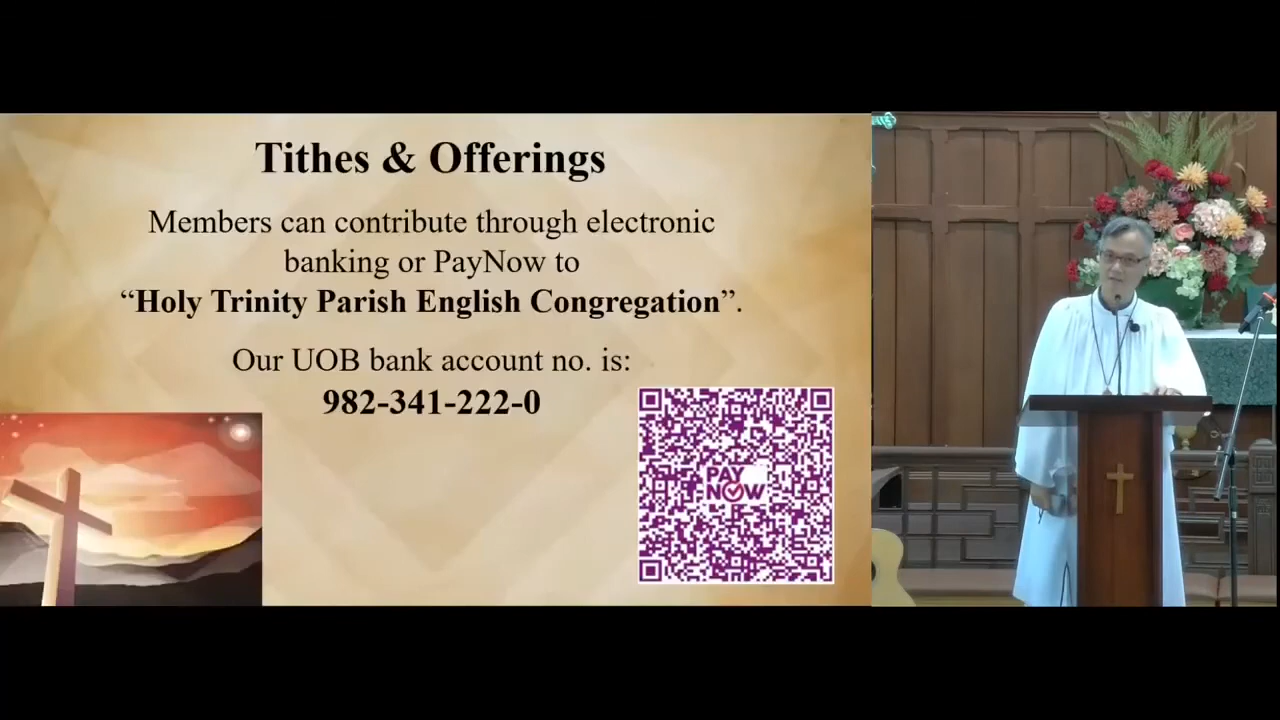 Tithes & Offerings
Members can contribute through electronic
banking or PayNow to
“Holy Trinity Parish English Congregation”.
Our UOB bank account no. is:
982-341-222-0
PAY
NOW